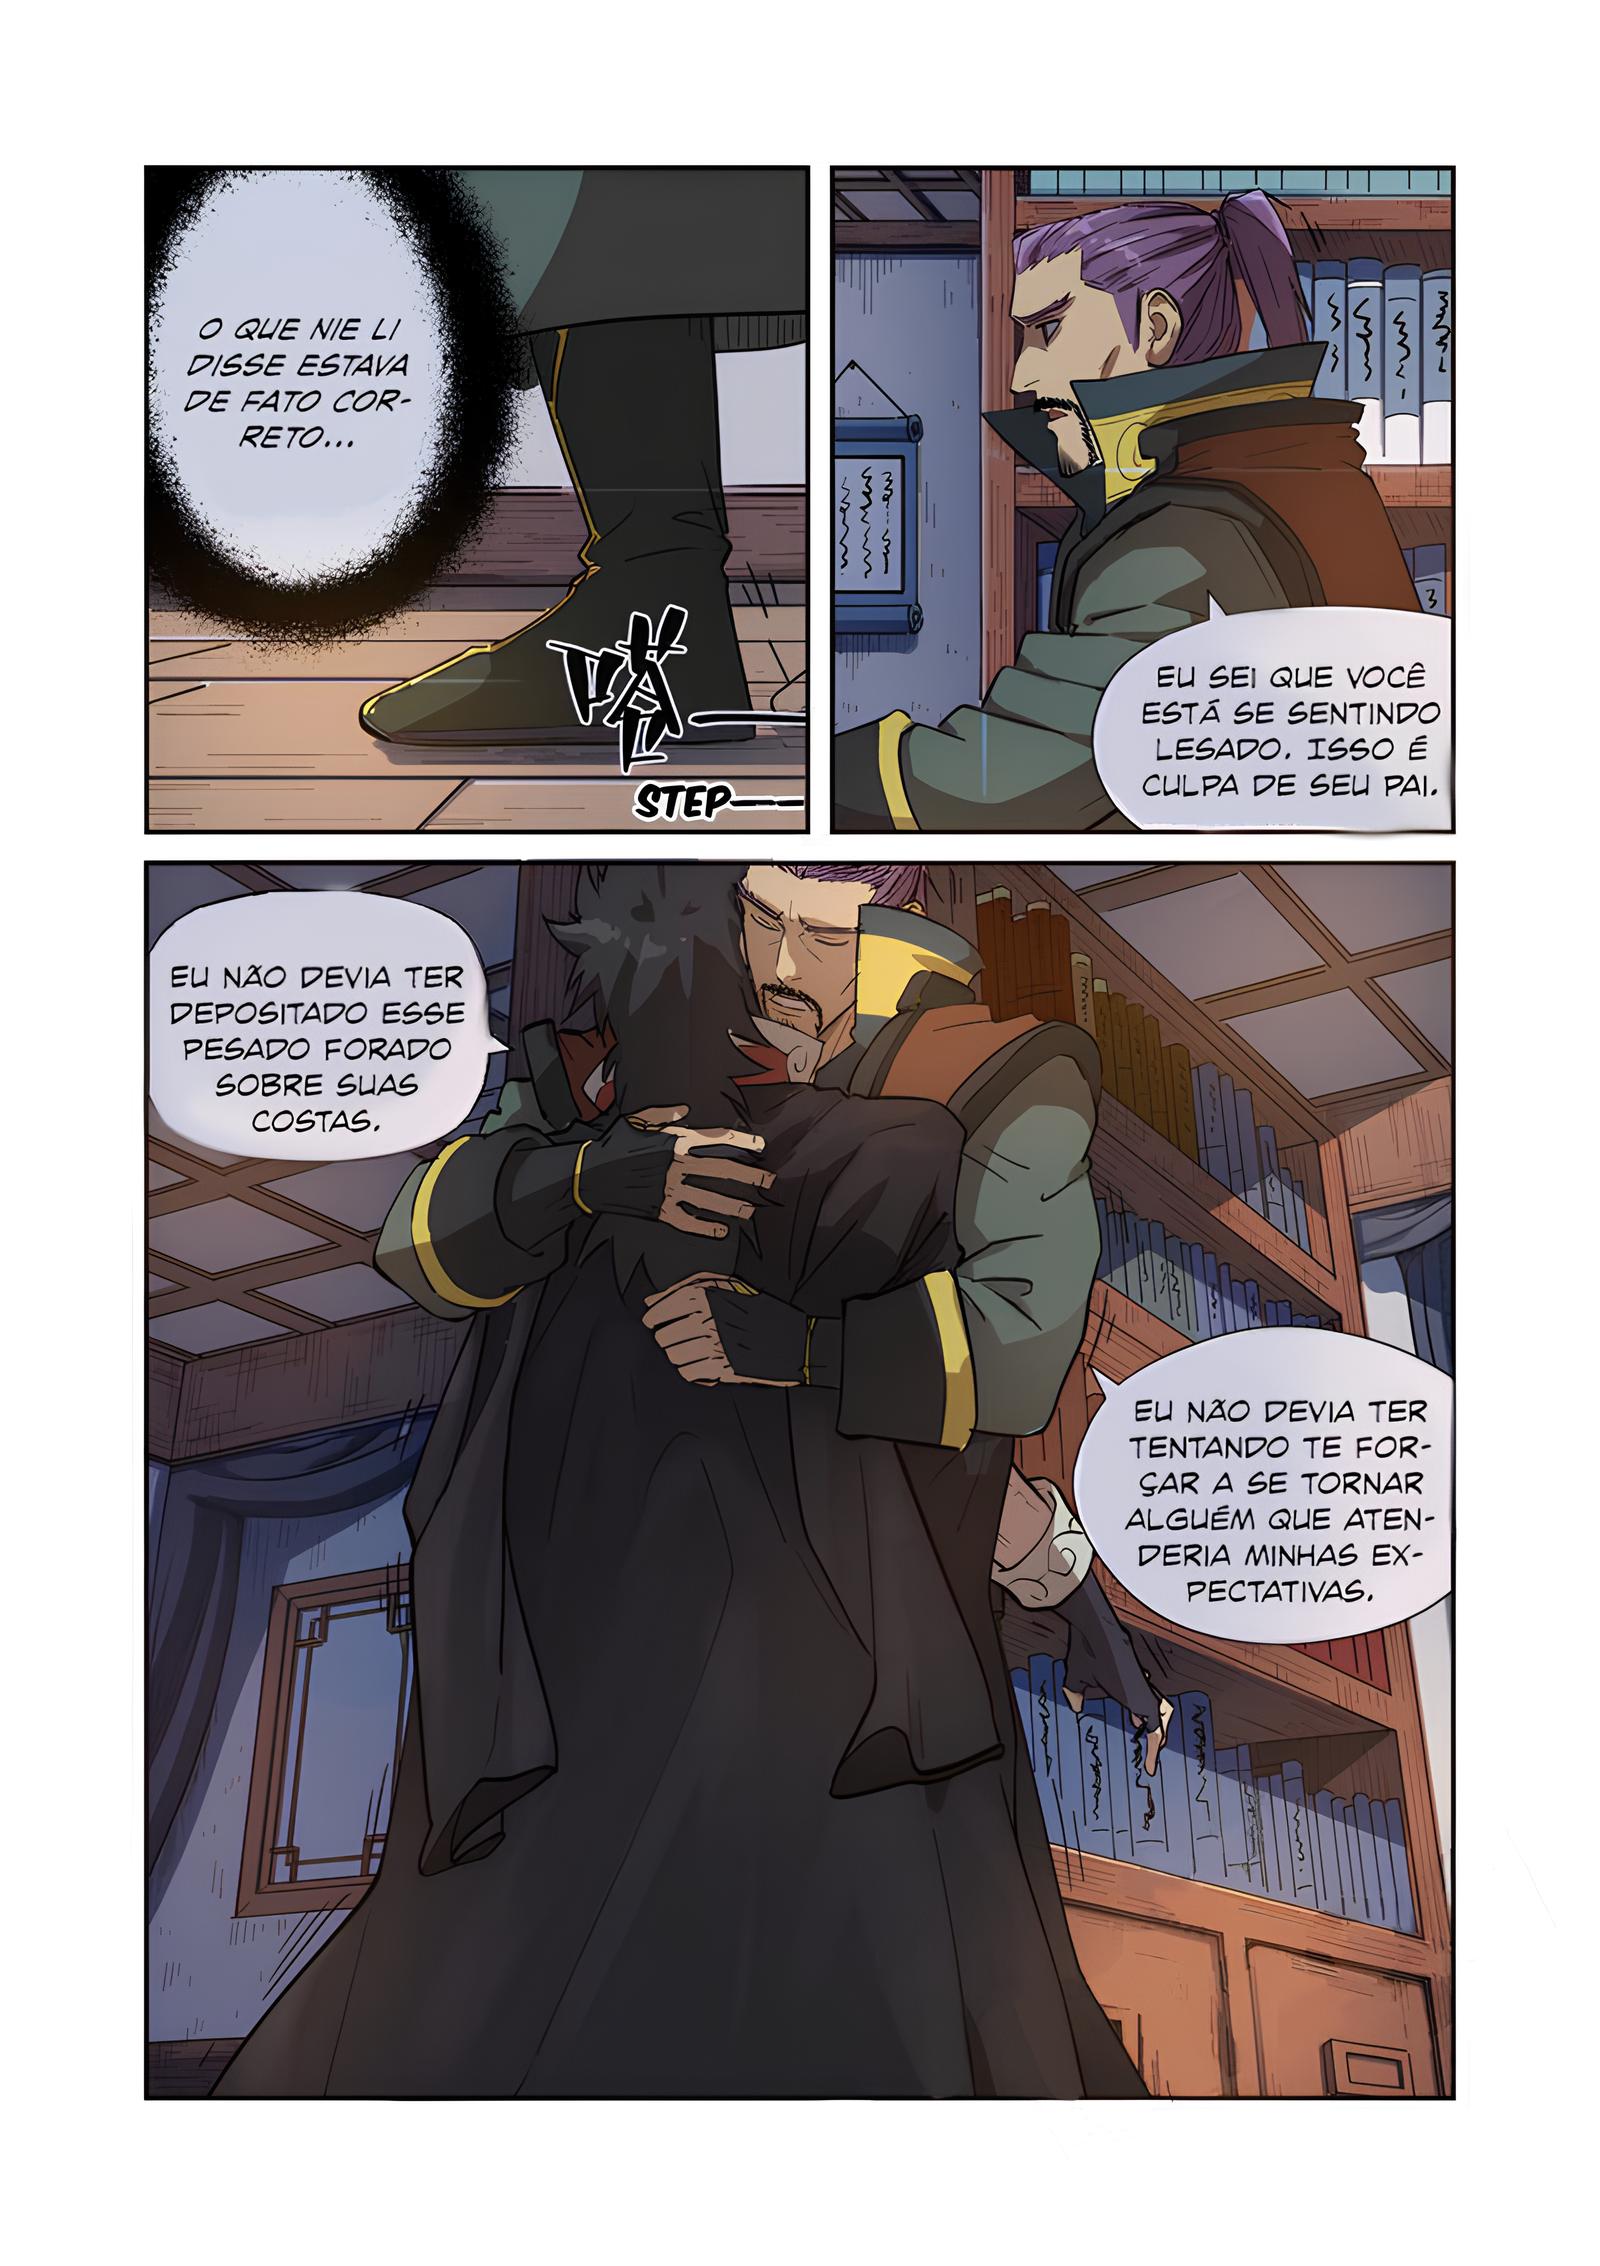 O QUE NIE LI
DISSE ESTAVA
DE FATO COR-
RETO...
STEP
EU SEI QUE VOCÊ
ESTÁ SE SENTINDO
LESADO. ISSO É
CULPA DE SEU PAI.
EU NÃO DEVIA TER
DEPOSITADO ESSE
PESADO FORADO
SOBRE SUAS
COSTAS.
EU NÃO DEVIA TER
TENTANDO TE FOR-
ÇAR A SE TORNAR
ALGUÉM QUE ATEN-
DERIA MINHAS EX-
PECTATIVAS.